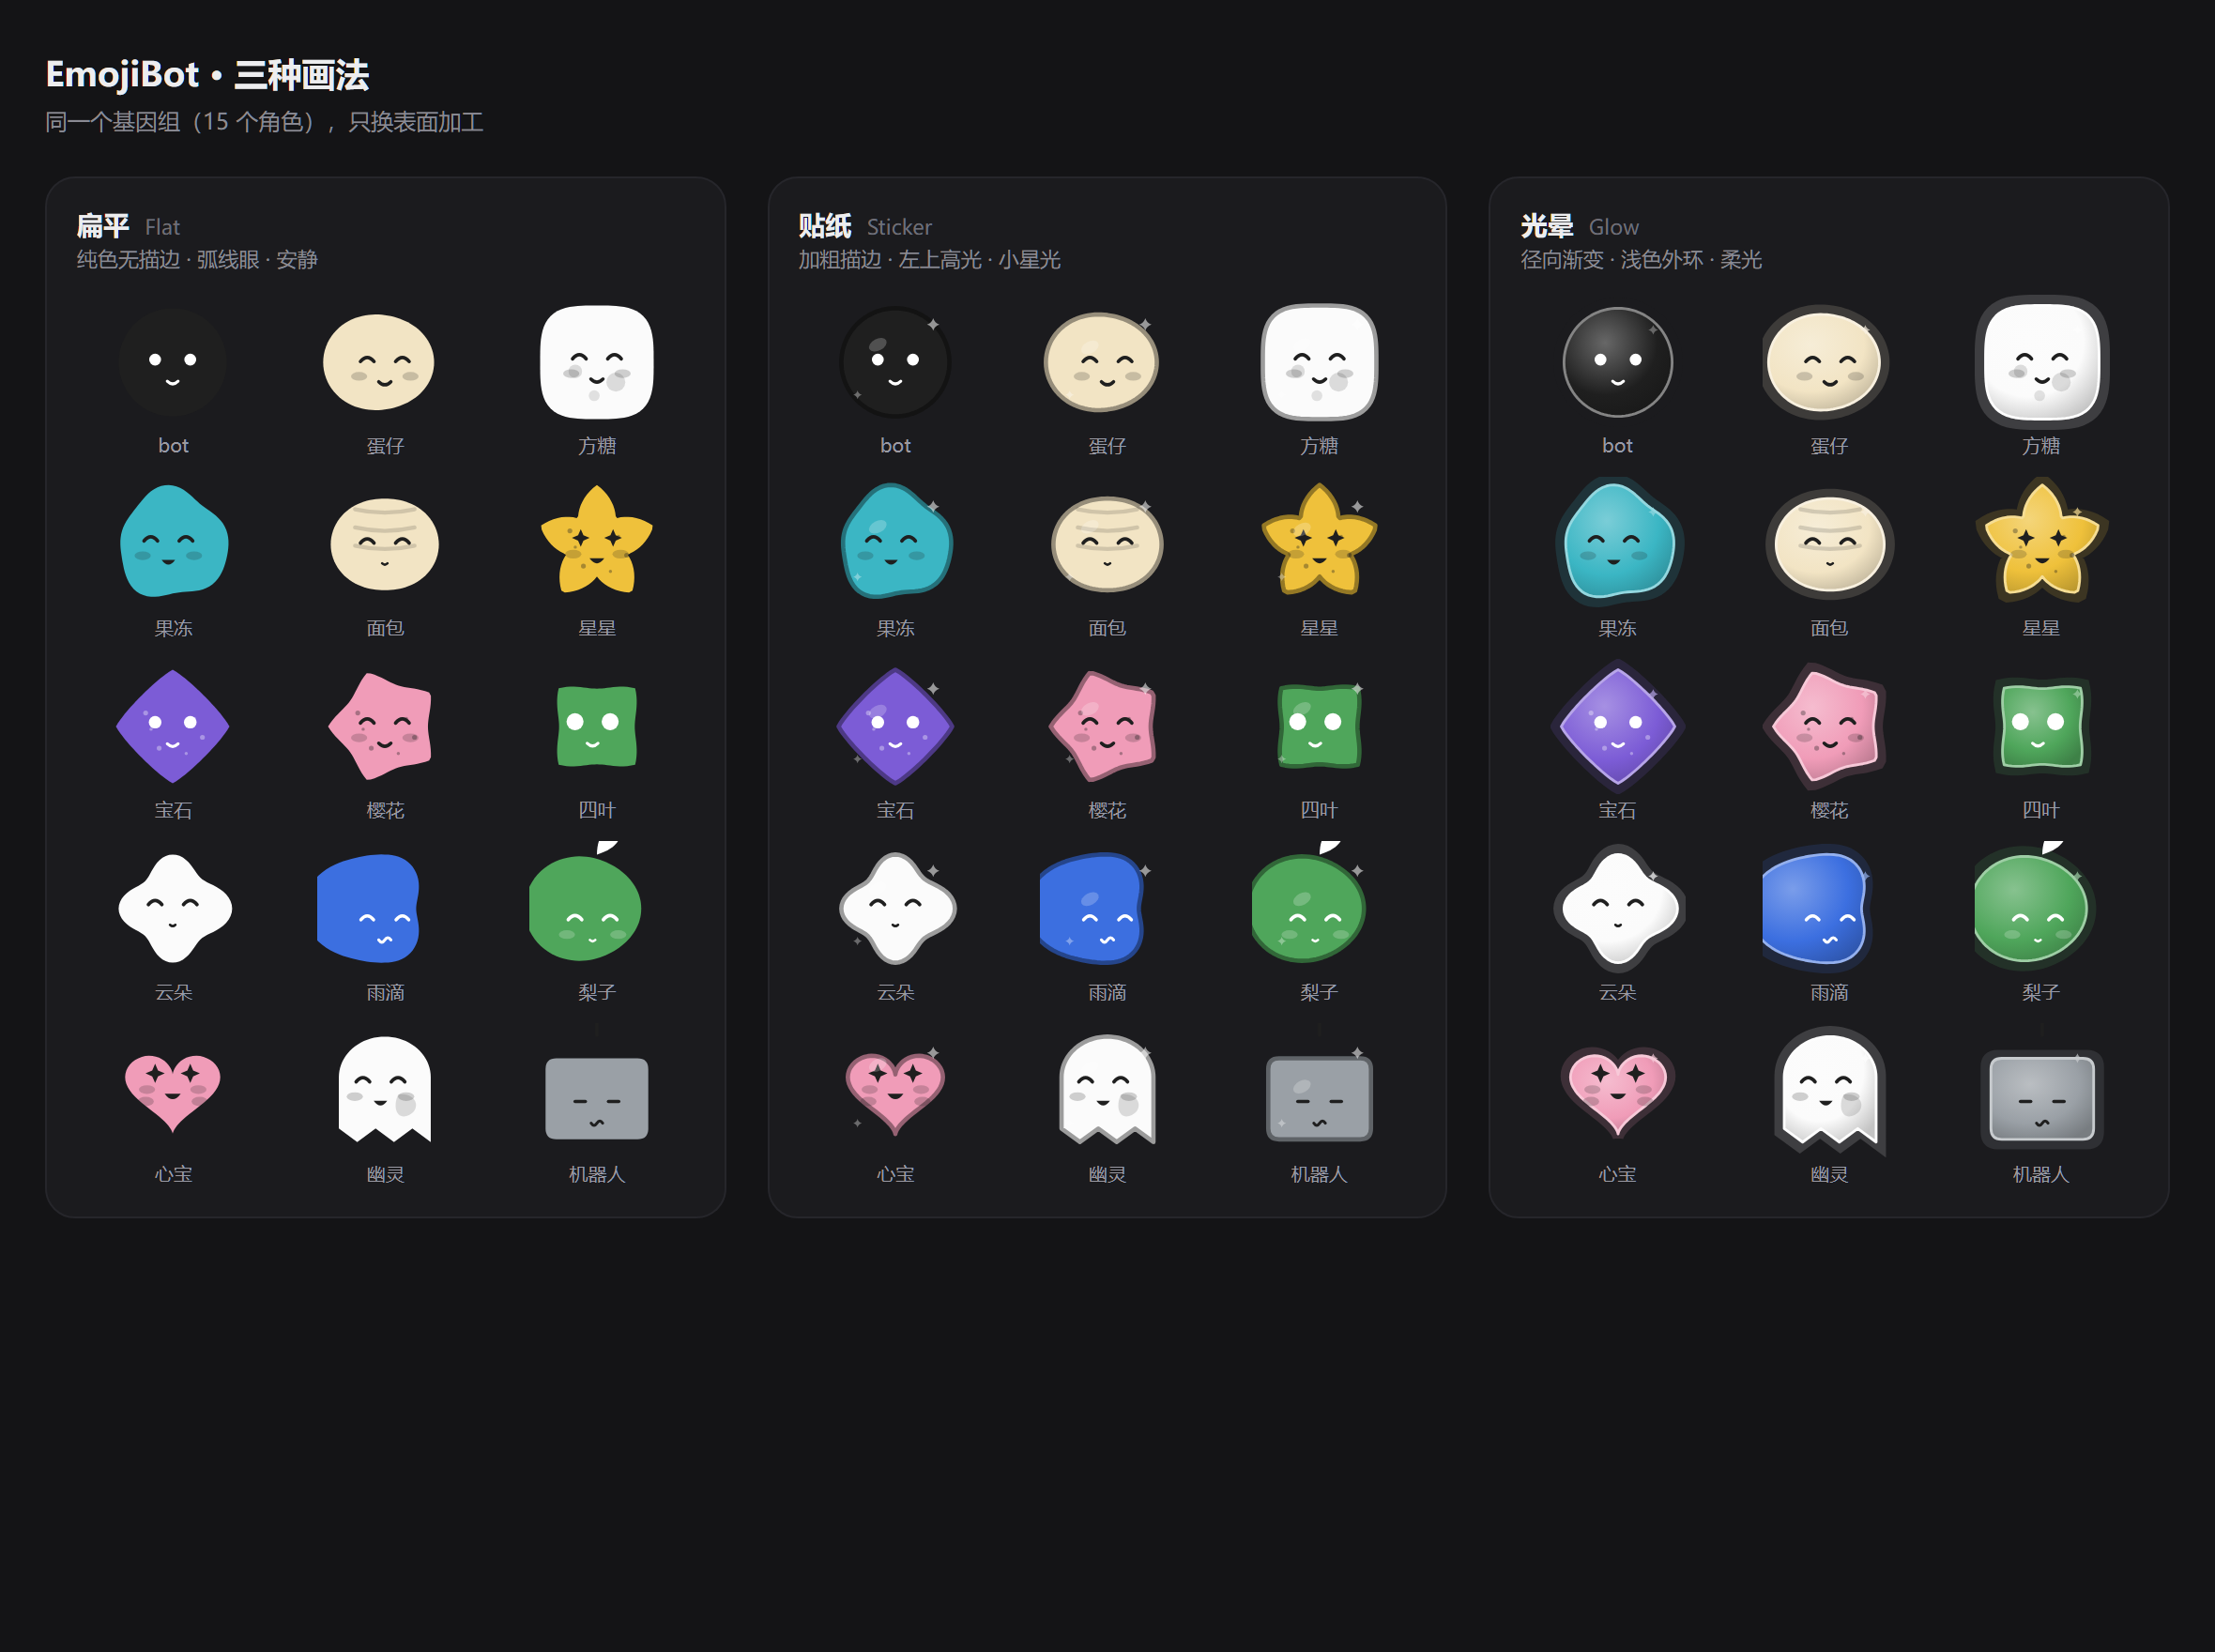 EmojiBot • 三种画法
同一个基因组（15 个角色），只换表面加工
扁平 Flat
纯色无描边 · 弧线眼 · 安静
bot 蛋仔 方糖
果冻 面包 星星
宝石 樱花 四叶
云朵 雨滴 梨子
心宝 幽灵 机器人
贴纸 Sticker
加粗描边 · 左上高光 · 小星光
bot 蛋仔 方糖
果冻 面包 星星
宝石 樱花 四叶
云朵 雨滴 梨子
心宝 幽灵 机器人
光晕 Glow
径向渐变 · 浅色外环 · 柔光
bot 蛋仔 方糖
果冻 面包 星星
宝石 樱花 四叶
云朵 雨滴 梨子
心宝 幽灵 机器人